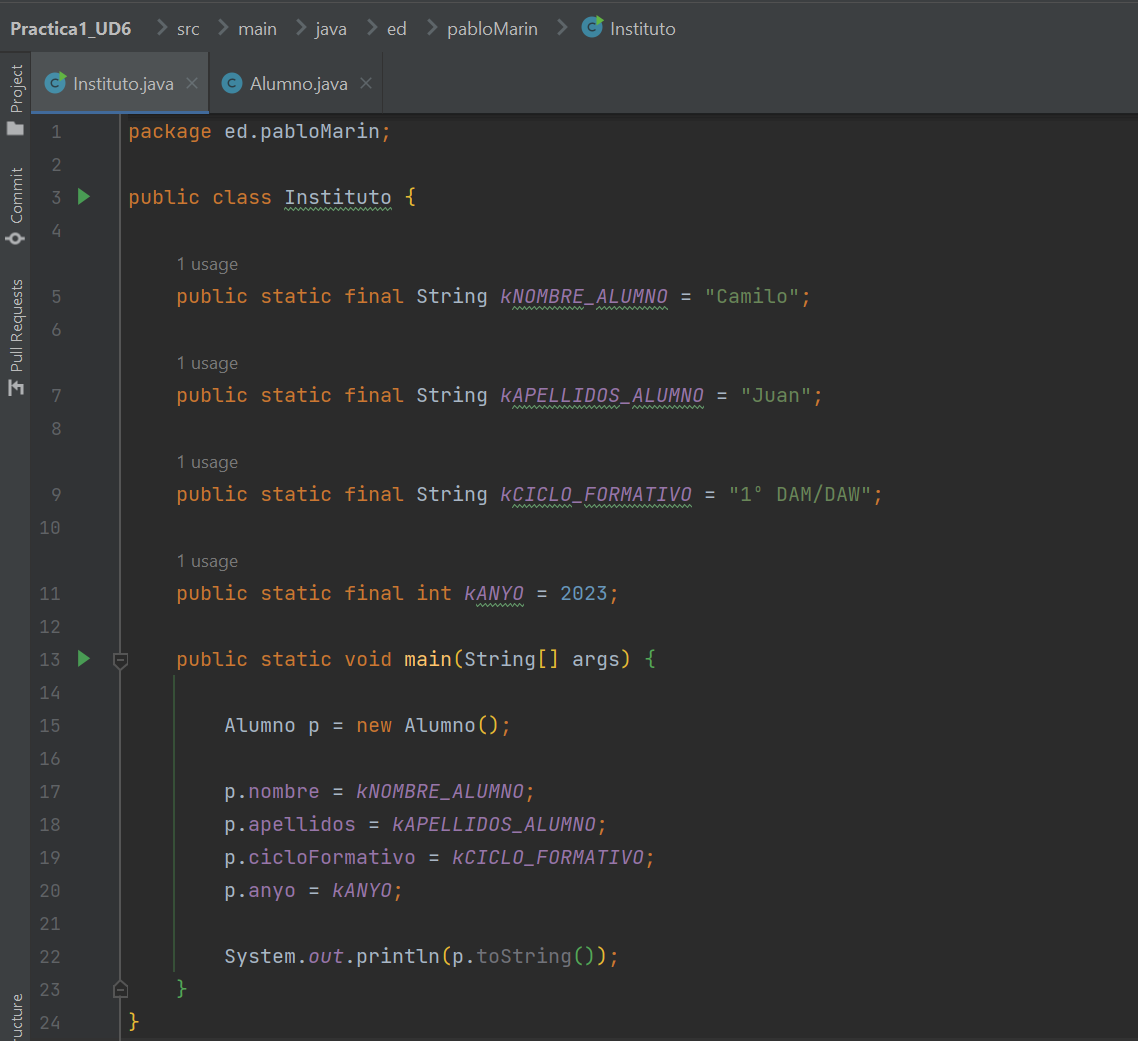 Practica1_UD6 > src > main > java > ed > pabloMarin > Instituto
Project
Commit
Pull Requests
Instituto.java
Alumno.java
1 package ed.pabloMarin;
2
3 public class Instituto {
4
1 usage
5 public static final String kNOMBRE_ALUMNO = "Camilo";
6
1 usage
7 public static final String kAPELLIDOS_ALUMNO = "Juan";
8
1 usage
9 public static final String kCICLO_FORMATIVO = "1° DAM/DAW";
10
1 usage
11 public static final int kANYO = 2023;
12
13 public static void main(String[] args) {
14
15 Alumno p = new Alumno();
16
17 p.nombre = kNOMBRE_ALUMNO;
18 p.apellidos = kAPELLIDOS_ALUMNO;
19 p.cicloFormativo = kCICLO_FORMATIVO;
20 p.anyo = kANYO;
21
22 System.out.println(p.toString());
23 }
24 }
ucture